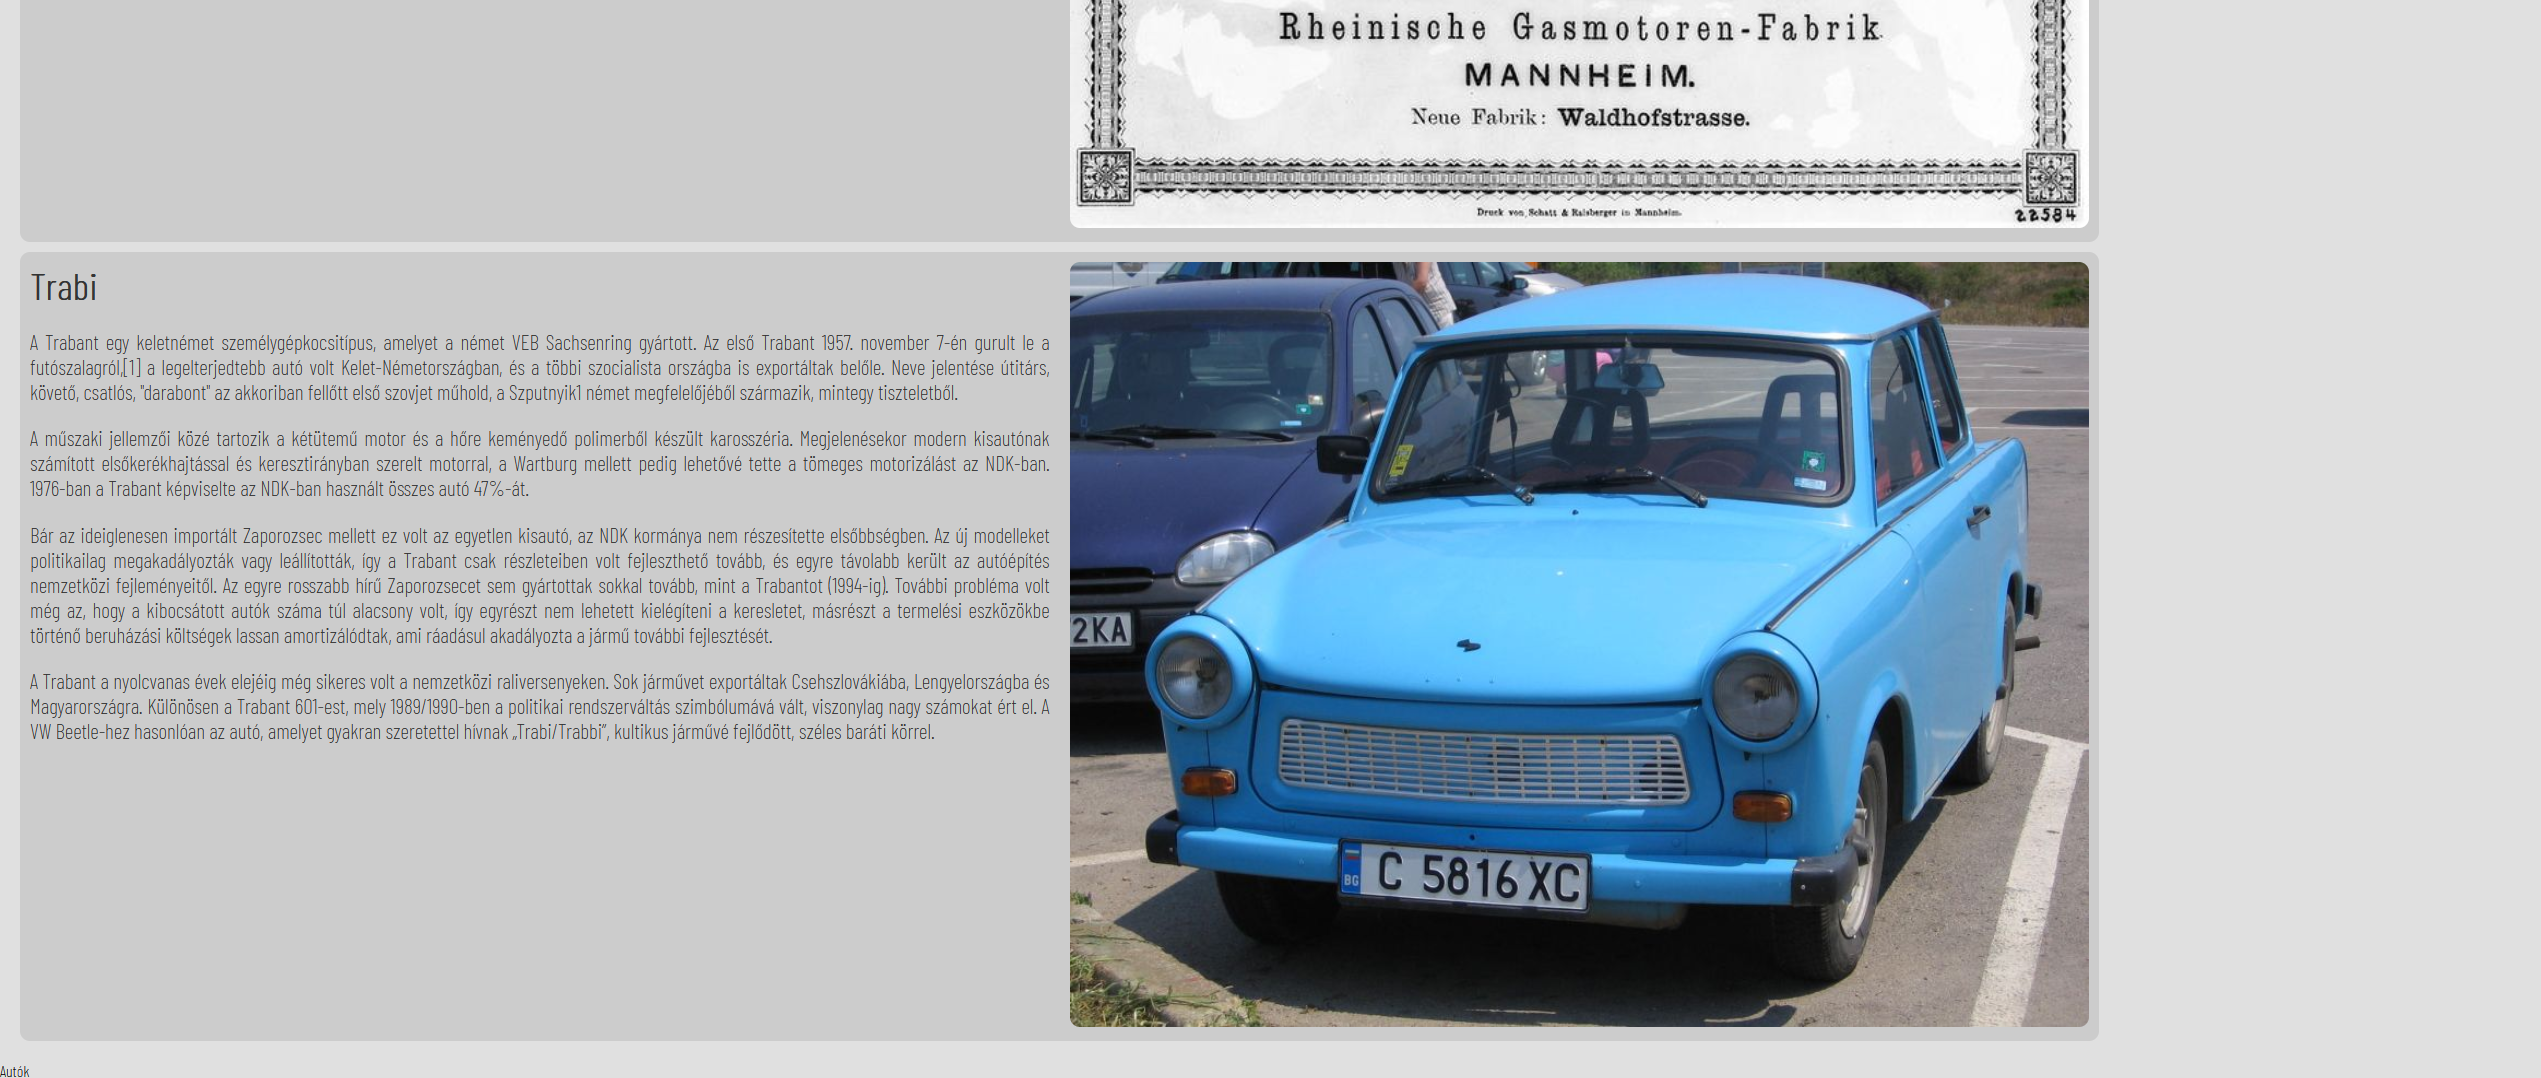 Rheinische Gasmotoren-Fabrik
MANNHEIM.
Neue Fabrik: Waldhofstrasse.
Druck von Schatt & Raisberger in Mannheim.
22584
Trabi
A Trabant egy keletnémet személygépkocsitípus, amelyet a német VEB Sachsenring gyártott. Az első Trabant 1957. november 7-én gurult le a
futószalagról,[1] a legelterjedtebb autó volt Kelet-Németországban, és a többi szocialista országba is exportáltak belőle. Neve jelentése útitárs,
követő, csatlós, "darabont" az akkoriban fellőtt első szovjet műhold, a Szputnyik1 német megfelelőjéből származik, mintegy tiszteletből.
A műszaki jellemzői közé tartozik a kétütemű motor és a hőre keményedő polimerből készült karosszéria. Megjelenésekor modern kisautónak
számított elsőkerékhajtással és keresztirányban szerelt motorral, a Wartburg mellett pedig lehetővé tette a tömeges motorizálást az NDK-ban.
1976-ban a Trabant képviselte az NDK-ban használt összes autó 47%-át.
Bár az ideiglenesen importált Zaporozsec mellett ez volt az egyetlen kisautó, az NDK kormánya nem részesítette elsőbbségben. Az új modelleket
politikailag megakadályozták vagy leállították, így a Trabant csak részleteiben volt fejleszthető tovább, és egyre távolabb került az autóépítés
nemzetközi fejleményeitől. Az egyre rosszabb hírű Zaporozsecet sem gyártottak sokkal tovább, mint a Trabantot (1994-ig). További probléma volt
még az, hogy a kibocsátott autók száma túl alacsony volt, így egyrészt nem lehetett kielégíteni a keresletet, másrészt a termelési eszközökbe
történő beruházási költségek lassan amortizálódtak, ami ráadásul akadályozta a jármű további fejlesztését.
A Trabant a nyolcvanas évek elejéig még sikeres volt a nemzetközi raliversenyeken. Sok járművet exportáltak Csehszlovákiába, Lengyelországba és
Magyarországra. Különösen a Trabant 601-est, mely 1989/1990-ben a politikai rendszerváltás szimbólumává vált, viszonylag nagy számokat ért el. A
VW Beetle-hez hasonlóan az autó, amelyet gyakran szeretettel hívnak „Trabi/Trabbi”, kultikus járművé fejlődött, széles baráti körrel.
2KA
BG C 5816 XC
Autók